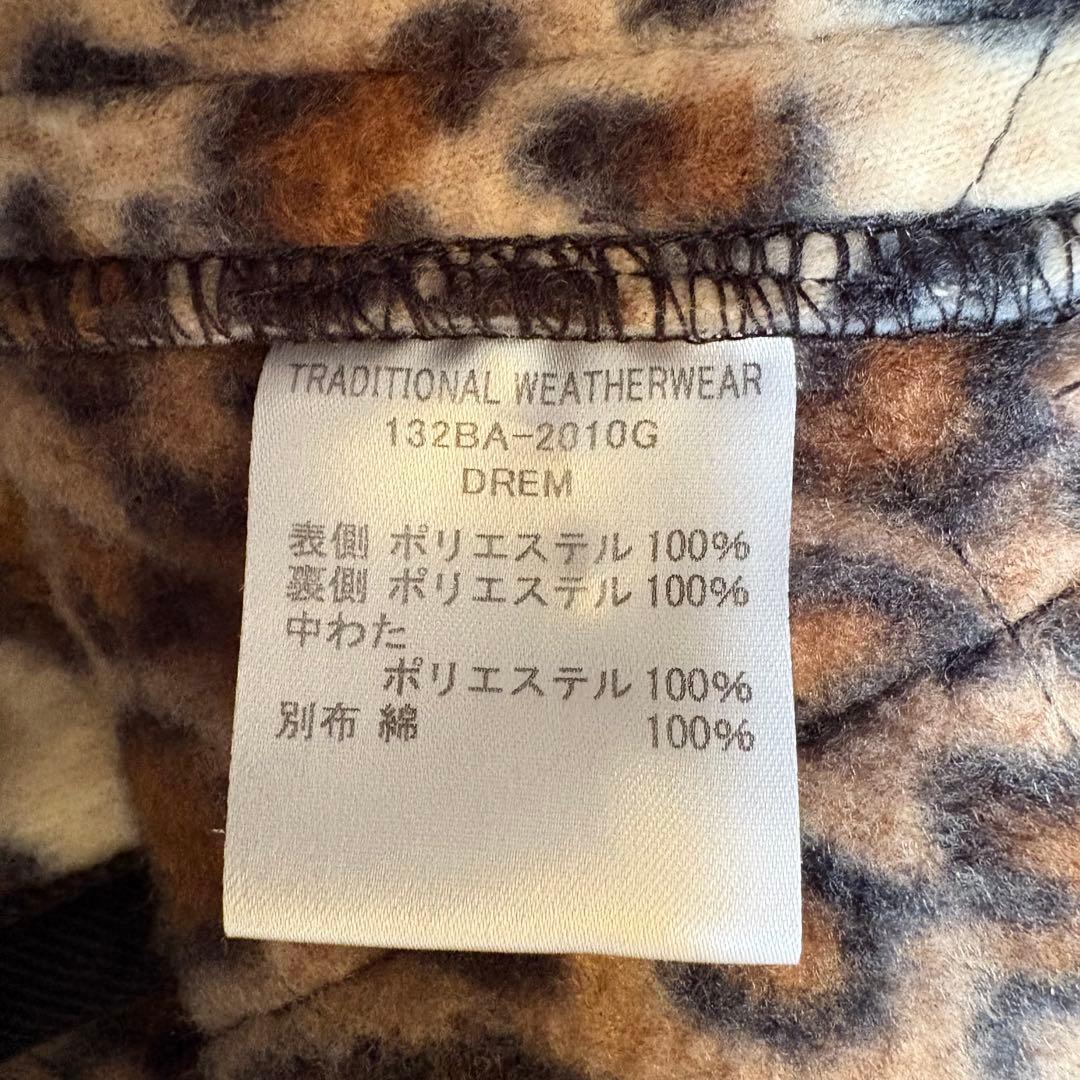 TRADITIONAL WEATHERWEAR
132BA-2010G
DREM
表側 ポリエステル 100%
裏側 ポリエステル 100%
中わた
ポリエステル 100%
別布 綿 100%